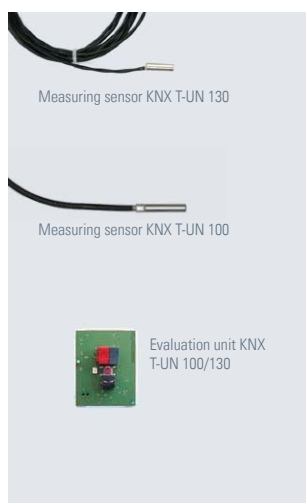 Measuring sensor KNX T-UN 130
Measuring sensor KNX T-UN 100
Evaluation unit KNX
T-UN 100/130